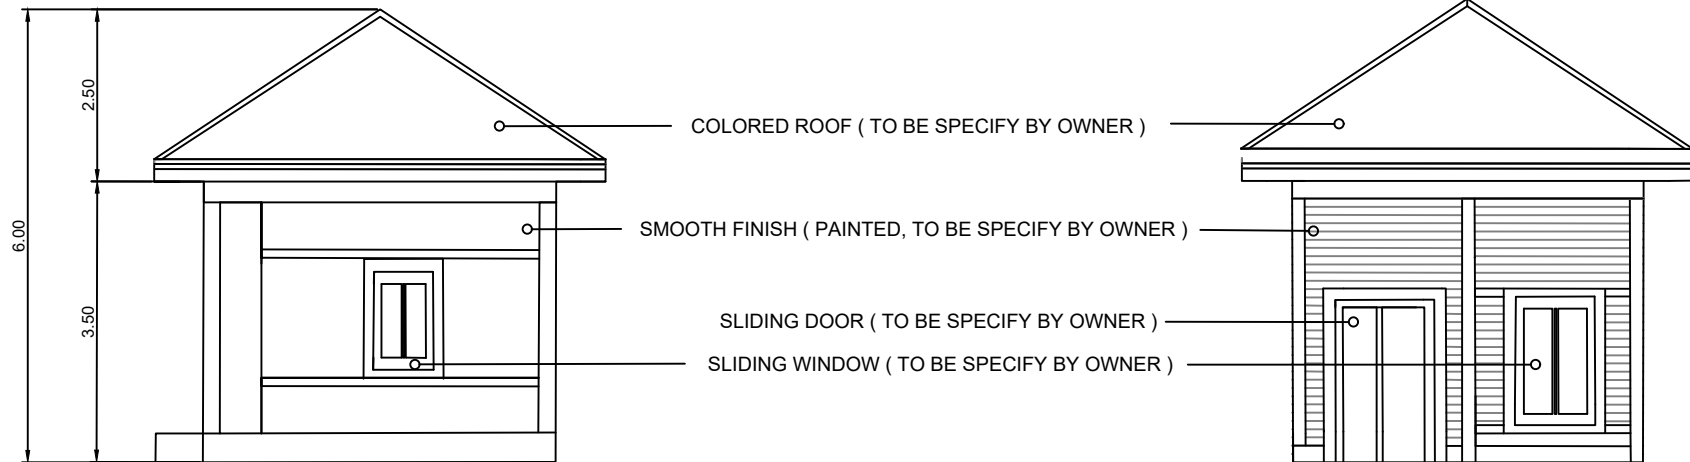 2.50
COLORED ROOF ( TO BE SPECIFY BY OWNER )
6.00
SMOOTH FINISH ( PAINTED, TO BE SPECIFY BY OWNER )
3.50
SLIDING DOOR ( TO BE SPECIFY BY OWNER )
SLIDING WINDOW ( TO BE SPECIFY BY OWNER )